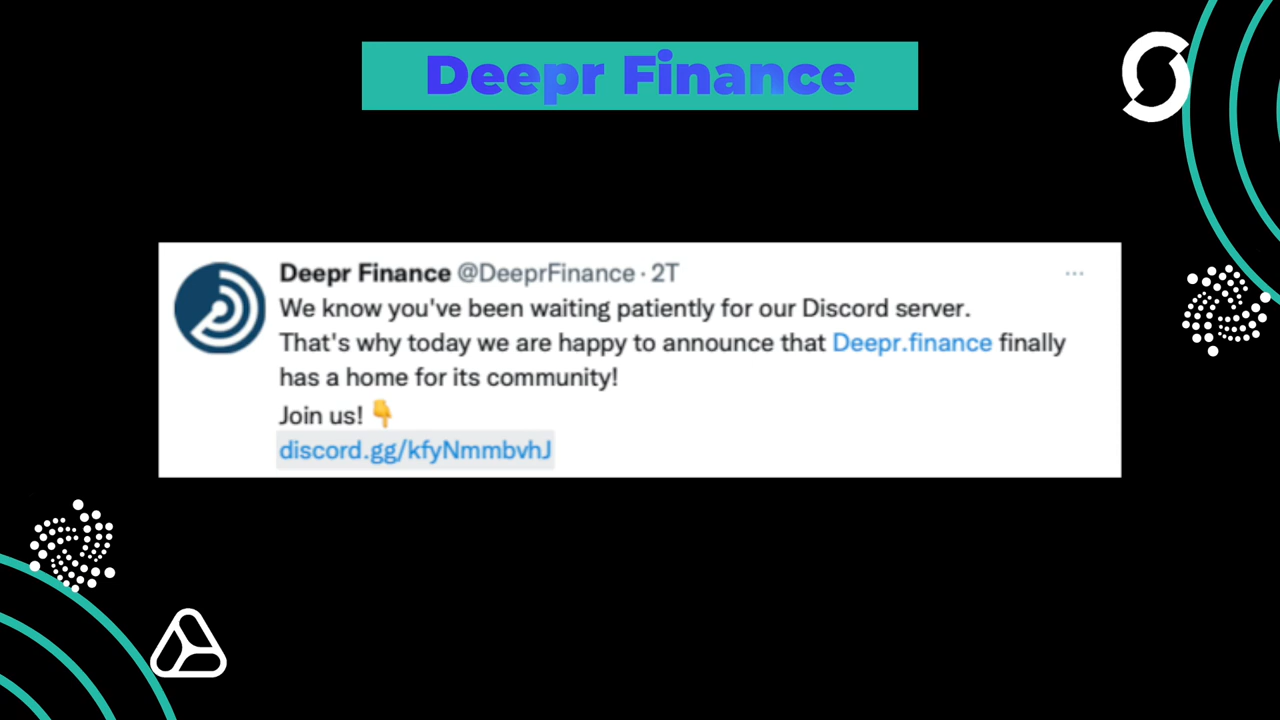 Deepr Finance
Deepr Finance @DeeprFinance · 2T
We know you've been waiting patiently for our Discord server.
That's why today we are happy to announce that Deepr.finance finally
has a home for its community!
Join us! 👇
discord.gg/kfyNmmbvhJ